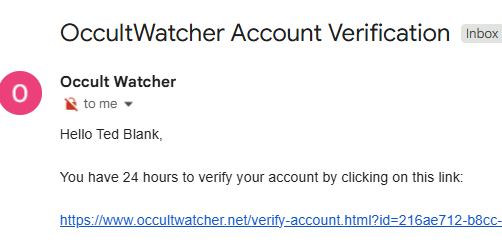 OccultWatcher Account Verification Inbox
O
Occult Watcher
to me
Hello Ted Blank,
You have 24 hours to verify your account by clicking on this link:
https://www.occultwatcher.net/verify-account.html?id=216ae712-b8cc-